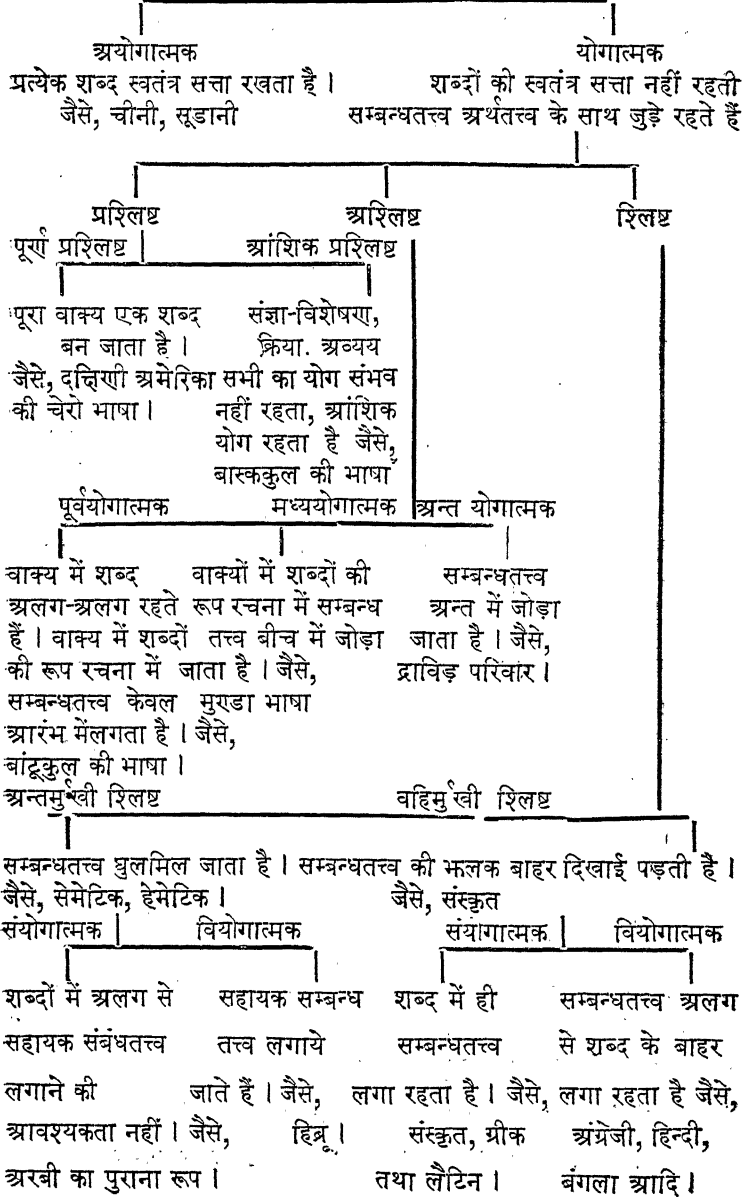 अयोगात्मक योगात्मक
प्रत्येक शब्द स्वतंत्र सत्ता रखता है । शब्दों की स्वतंत्र सत्ता नहीं रहती
जैसे, चीनी, सूडानी सम्बन्धतत्त्व अर्थतत्त्व के साथ जुड़े रहते हैं
प्रश्लिष्ट अश्लिष्ट श्लिष्ट
पूर्ण प्रश्लिष्ट आंशिक प्रश्लिष्ट
पूरा वाक्य एक शब्द संज्ञा-विशेषण,
बन जाता है । क्रिया. अव्यय
जैसे, दक्षिणी अमेरिका सभी का योग संभव
की चेरो भाषा । नहीं रहता, आंशिक
योग रहता है जैसे,
बास्ककुल की भाषा
पूर्वयोगात्मक मध्ययोगात्मक अन्त योगात्मक
वाक्य में शब्द वाक्यों में शब्दों की सम्बन्धतत्त्व
अलग-अलग रहते रूप रचना में सम्बन्ध अन्त में जोड़ा
हैं । वाक्य में शब्दों तत्त्व बीच में जोड़ा जाता है । जैसे,
की रूप रचना में जाता है । जैसे, द्राविड़ परिवार ।
सम्बन्धतत्त्व केवल मुण्डा भाषा
आरंभ मेंलगता है । जैसे,
बांटूकुल की भाषा ।
अन्तर्मुखी श्लिष्ट वहिर्मुखी श्लिष्ट
सम्बन्धतत्त्व घुलमिल जाता है । सम्बन्धतत्त्व की झलक बाहर दिखाई पड़ती है ।
जैसे, सेमेटिक, हेमेटिक । जैसे, संस्कृत
संयोगात्मक वियोगात्मक संयागात्मक वियोगात्मक
शब्दों में अलग से सहायक सम्बन्ध शब्द में ही सम्बन्धतत्त्व अलग
सहायक संबंधतत्त्व तत्त्व लगाये सम्बन्धतत्त्व से शब्द के बाहर
लगाने की जाते हैं । जैसे, लगा रहता है । जैसे, लगा रहता है जैसे,
आवश्यकता नहीं । जैसे, हिब्रू । संस्कृत, ग्रीक अंग्रेजी, हिन्दी,
अरबी का पुराना रूप । तथा लैटिन । बंगला आदि ।